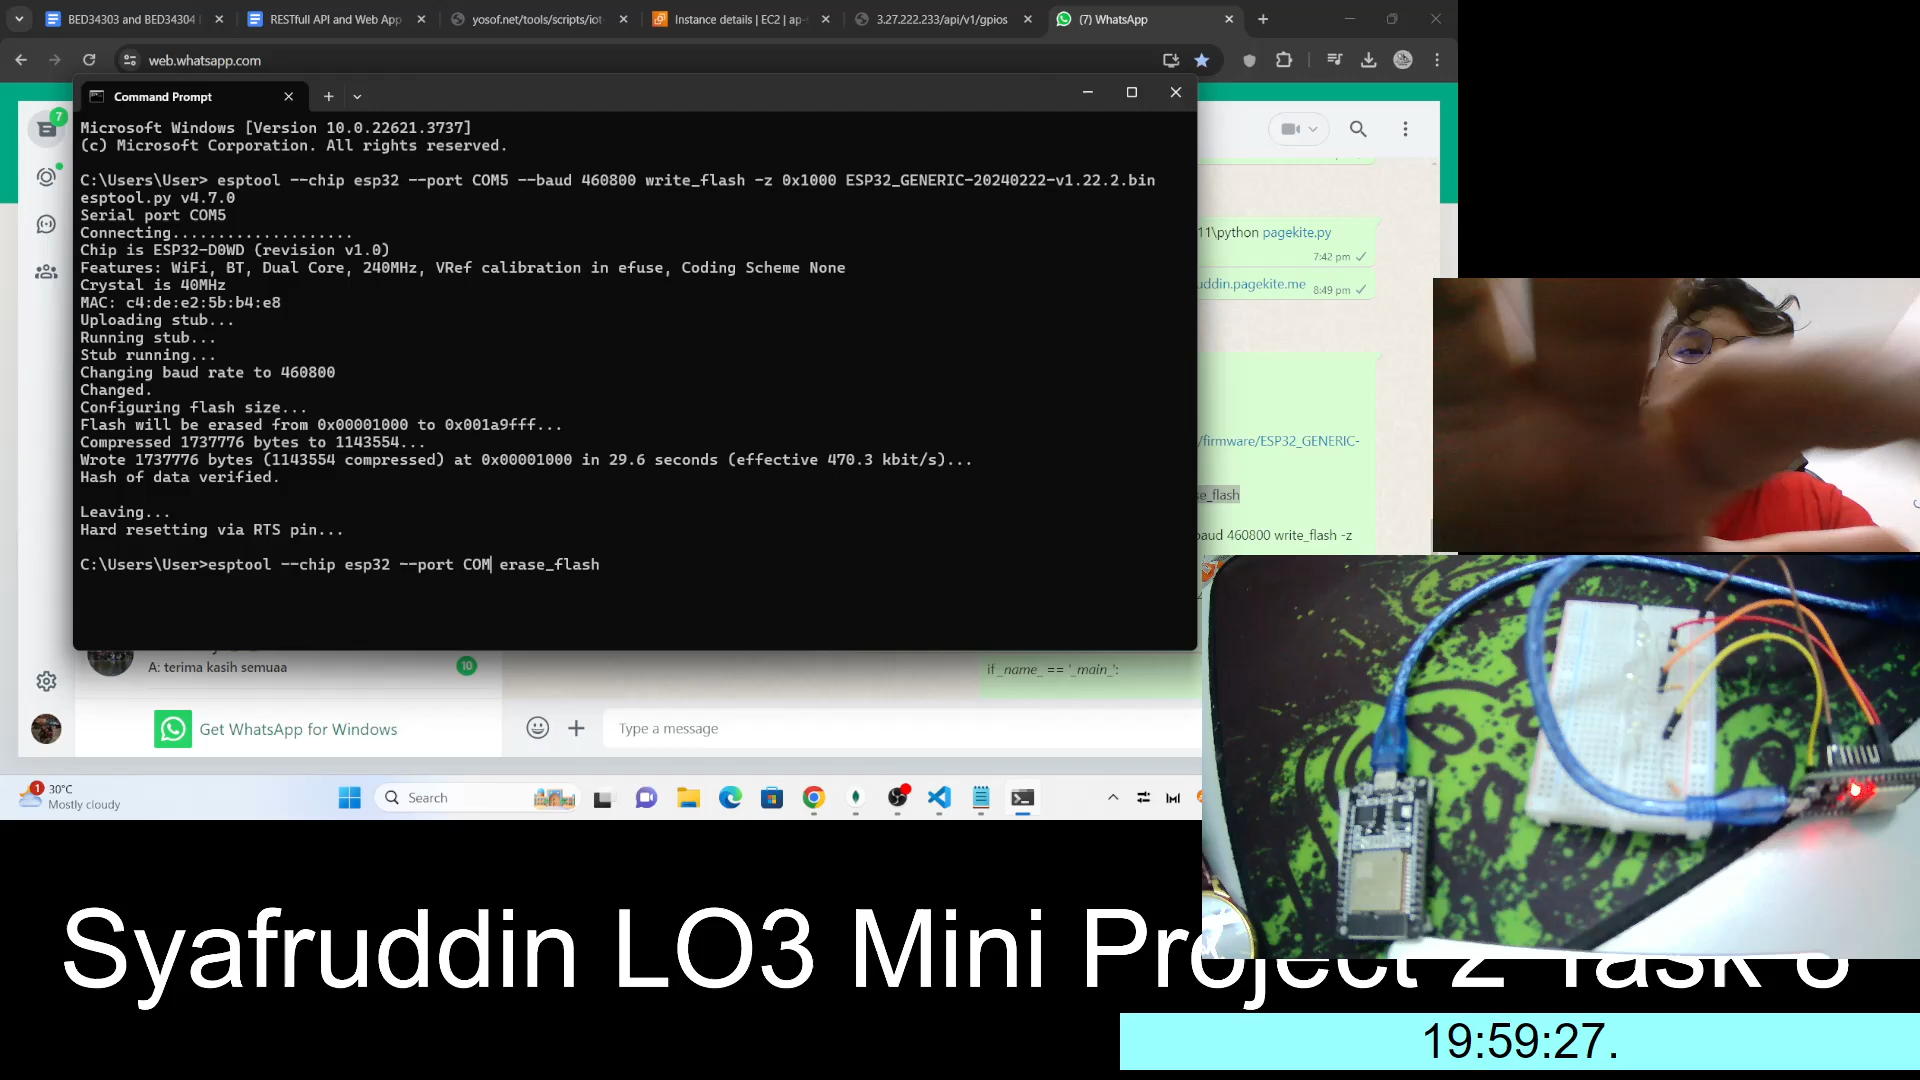 BED34303 and BED34304
RESTfull API and Web App
yosof.net/tools/scripts/iot
Instance details | EC2 | ap-
3.27.222.233/api/v1/gpios
(7) WhatsApp
web.whatsapp.com
Command Prompt
Microsoft Windows [Version 10.0.22621.3737]
(c) Microsoft Corporation. All rights reserved.
C:\Users\User> esptool --chip esp32 --port COM5 --baud 460800 write_flash -z 0x1000 ESP32_GENERIC-20240222-v1.22.2.bin
esptool.py v4.7.0
Serial port COM5
Connecting....................
Chip is ESP32-D0WD (revision v1.0)
Features: WiFi, BT, Dual Core, 240MHz, VRef calibration in efuse, Coding Scheme None
Crystal is 40MHz
MAC: c4:de:e2:5b:b4:e8
Uploading stub...
Running stub...
Stub running...
Changing baud rate to 460800
Changed.
Configuring flash size...
Flash will be erased from 0x00001000 to 0x001a9fff...
Compressed 1737776 bytes to 1143554...
Wrote 1737776 bytes (1143554 compressed) at 0x00001000 in 29.6 seconds (effective 470.3 kbit/s)...
Hash of data verified.
Leaving...
Hard resetting via RTS pin...
C:\Users\User>esptool --chip esp32 --port COM erase_flash
7
11\python pagekite.py
7:42 pm
uddin.pagekite.me
8:49 pm
/firmware/ESP32_GENERIC-
se_flash
baud 460800 write_flash -z
A: terima kasih semuaa
10
if _name_ == '_main_':
Get WhatsApp for Windows
Type a message
1
30°C
Mostly cloudy
Search
Syafruddin LO3 Mini Project 2 Task 6
19:59:27.